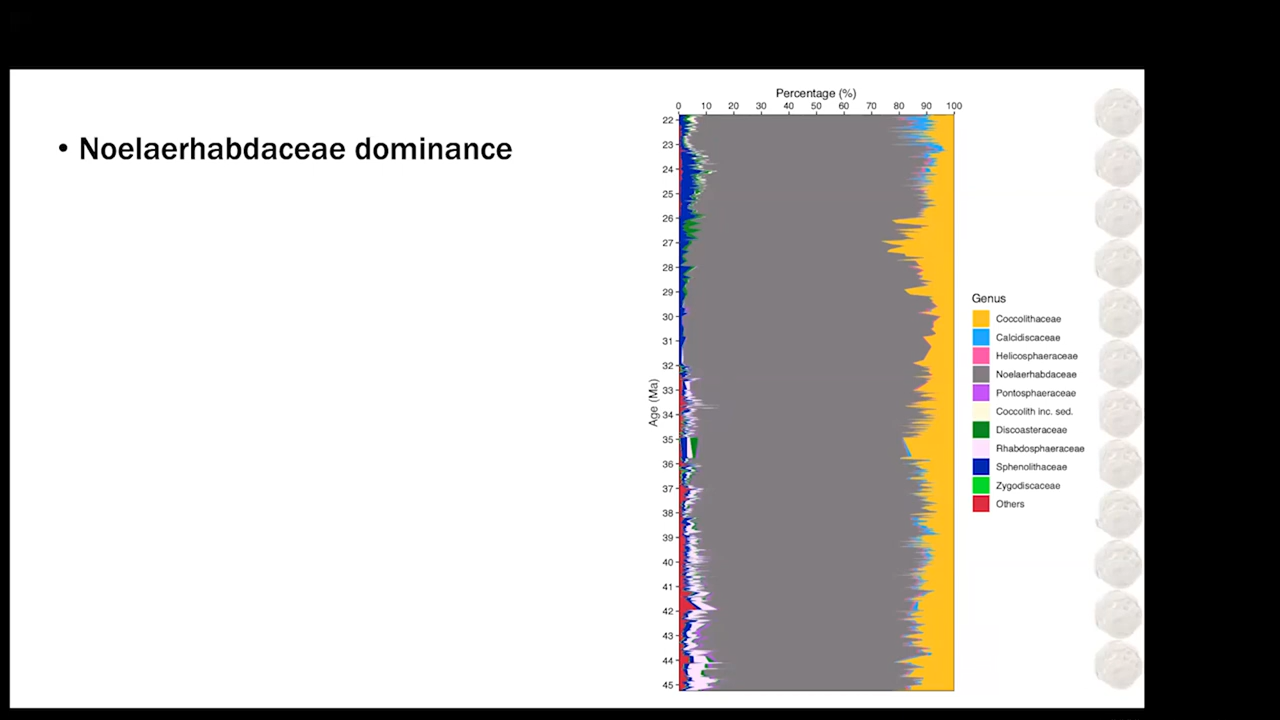 • Noelaerhabdaceae dominance
Percentage (%)
0 10 20 30 40 50 60 70 80 90 100
Age (Ma)
22
23
24
25
26
27
28
29
30
31
32
33
34
35
36
37
38
39
40
41
42
43
44
45
Genus
Coccolithaceae
Calcidiscaceae
Helicosphaeraceae
Noelaerhabdaceae
Pontosphaeraceae
Coccolith inc. sed.
Discoasteraceae
Rhabdosphaeraceae
Sphenolithaceae
Zygodiscaceae
Others